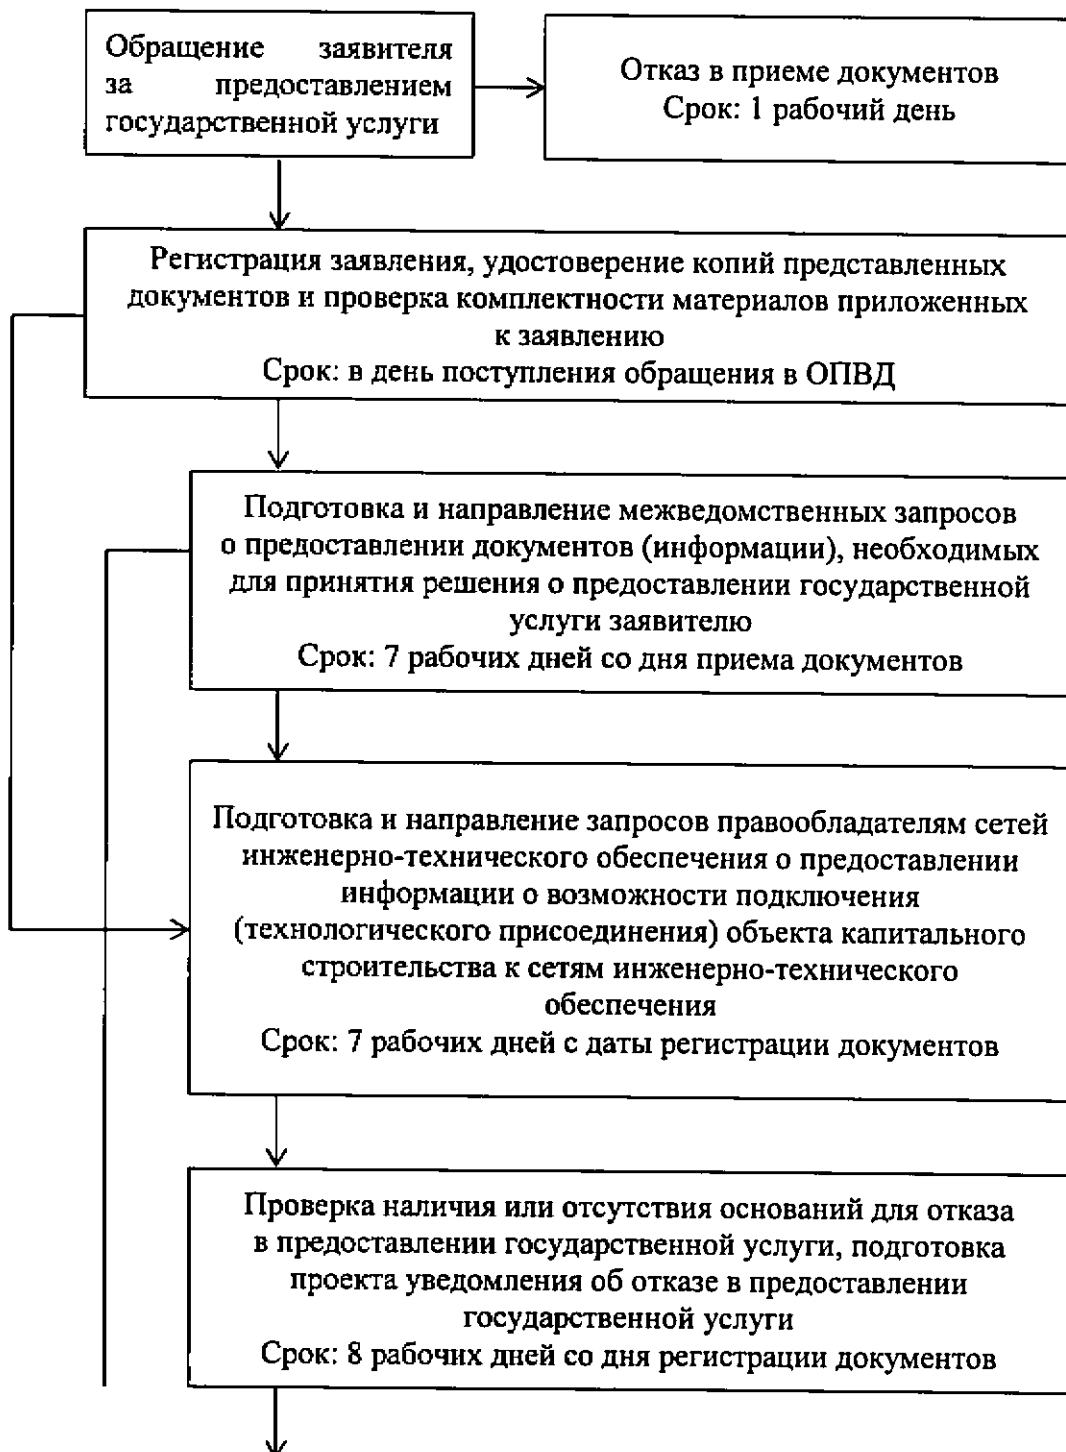 Обращение заявителя
за предоставлением
государственной услуги
Отказ в приеме документов
Срок: 1 рабочий день
Регистрация заявления, удостоверение копий представленных
документов и проверка комплектности материалов приложенных
к заявлению
Срок: в день поступления обращения в ОПВД
Подготовка и направление межведомственных запросов
о предоставлении документов (информации), необходимых
для принятия решения о предоставлении государственной
услуги заявителю
Срок: 7 рабочих дней со дня приема документов
Подготовка и направление запросов правообладателям сетей
инженерно-технического обеспечения о предоставлении
информации о возможности подключения
(технологического присоединения) объекта капитального
строительства к сетям инженерно-технического
обеспечения
Срок: 7 рабочих дней с даты регистрации документов
Проверка наличия или отсутствия оснований для отказа
в предоставлении государственной услуги, подготовка
проекта уведомления об отказе в предоставлении
государственной услуги
Срок: 8 рабочих дней со дня регистрации документов